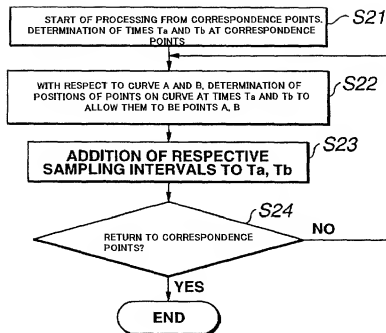 START OF PROCESSING FROM CORRESPONDENCE POINTS.
DETERMINATION OF TIMES Ta AND Tb AT CORRESPONDENCE
POINTS
S21
WITH RESPECT TO CURVE A AND B, DETERMINATION OF
POSITIONS OF POINTS ON CURVE AT TIMES Ta AND Tb TO
ALLOW THEM TO BE POINTS A, B
S22
ADDITION OF RESPECTIVE
SAMPLING INTERVALS TO Ta, Tb
S23
RETURN TO CORRESPONDENCE
POINTS?
S24
NO
YES
END